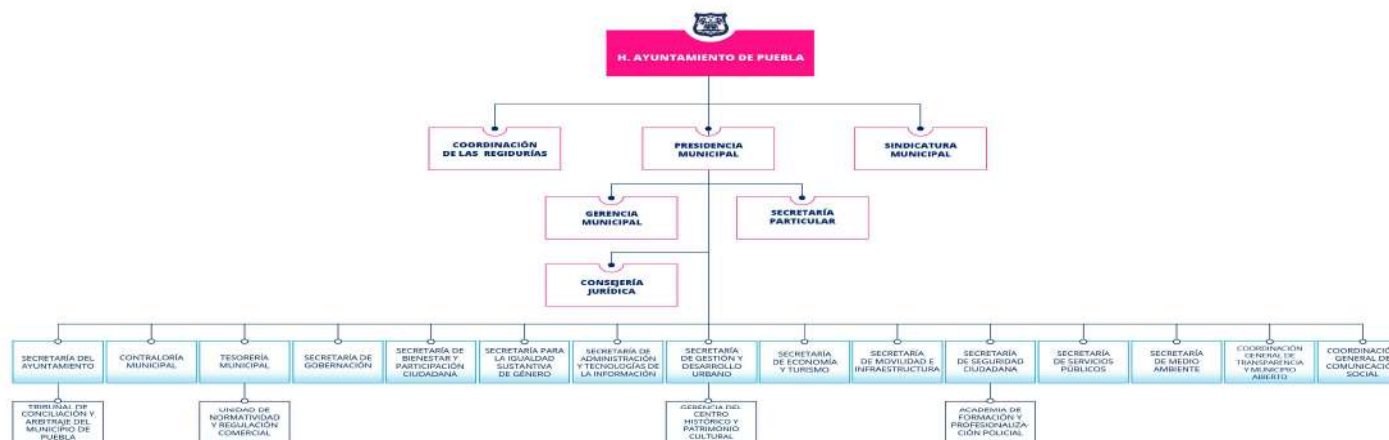 H. AYUNTAMIENTO DE PUEBLA
COORDINACIÓN
DE LAS REGIDURÍAS
PRESIDENCIA
MUNICIPAL
SINDICATURA
MUNICIPAL
GERENCIA
MUNICIPAL
SECRETARÍA
PARTICULAR
CONSEJERÍA
JURÍDICA
SECRETARÍA DEL
AYUNTAMIENTO
CONTRALORÍA
MUNICIPAL
TESORERÍA
MUNICIPAL
SECRETARÍA DE
GOBERNACIÓN
SECRETARÍA DE
BIENESTAR Y
PARTICIPACIÓN
CIUDADANA
SECRETARÍA PARA
LA IGUALDAD
SUSTANTIVA
DE GÉNERO
SECRETARÍA DE
ADMINISTRACIÓN
Y TECNOLOGÍAS DE
LA INFORMACIÓN
SECRETARÍA
DE GESTIÓN Y
DESARROLLO
URBANO
SECRETARÍA
DE ECONOMÍA
Y TURISMO
SECRETARÍA
DE MOVILIDAD E
INFRAESTRUCTURA
SECRETARÍA
DE SEGURIDAD
CIUDADANA
SECRETARÍA
DE SERVICIOS
PÚBLICOS
SECRETARÍA
DE MEDIO
AMBIENTE
COORDINACIÓN
GENERAL DE
TRANSPARENCIA
Y MUNICIPIO
ABIERTO
COORDINACIÓN
GENERAL DE
COMUNICACIÓN
SOCIAL
TRIBUNAL DE
CONCILIACIÓN Y
ARBITRAJE DEL
MUNICIPIO DE
PUEBLA
UNIDAD DE
NORMATIVIDAD
Y REGULACIÓN
COMERCIAL
GERENCIA DEL
CENTRO
HISTÓRICO Y
PATRIMONIO
CULTURAL
ACADEMIA DE
FORMACIÓN Y
PROFESIONALIZA-
CIÓN POLICIAL